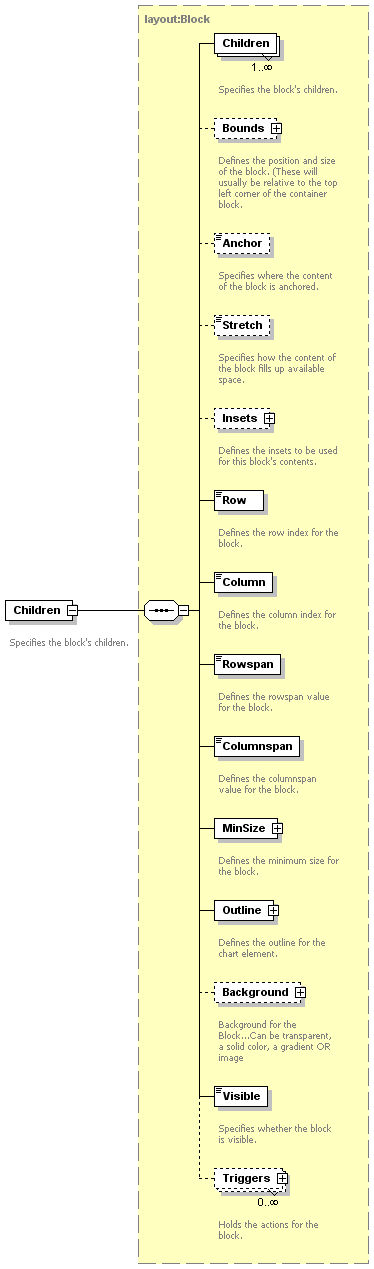 layout:Block
Children
1..∞
Specifies the block's children.
Bounds
Defines the position and size
of the block. (These will
usually be relative to the top
left corner of the container
block.
Anchor
Specifies where the content
of the block is anchored.
Stretch
Specifies how the content of
the block fills up available
space.
Insets
Defines the insets to be used
for this block's contents.
Row
Defines the row index for the
block.
Column
Defines the column index for
the block.
Children
Specifies the block's children.
Rowspan
Defines the rowspan value
for the block.
Columnspan
Defines the columnspan
value for the block.
MinSize
Defines the minimum size for
the block.
Outline
Defines the outline for the
chart element.
Background
Background for the
Block...Can be transparent,
a solid color, a gradient OR
image
Visible
Specifies whether the block
is visible.
Triggers
0..∞
Holds the actions for the
block.